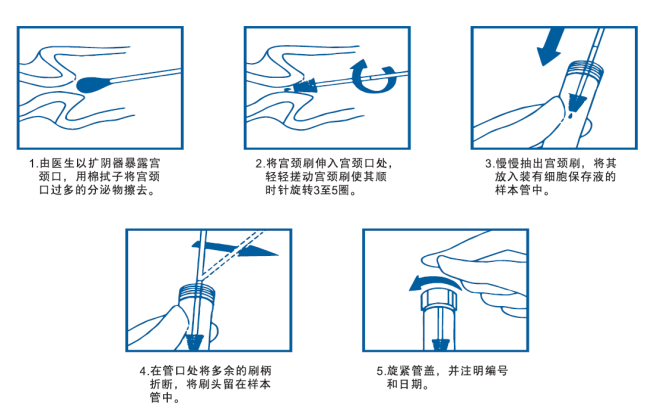 1.由医生以扩阴器暴露宫
颈口，用棉拭子将宫颈
口过多的分泌物擦去。
2.将宫颈刷伸入宫颈口处，
轻轻搓动宫颈刷使其顺
时针旋转3至5圈。
3.慢慢抽出宫颈刷，将其
放入装有细胞保存液的
样本管中。
4.在管口处将多余的刷柄
折断，将刷头留在样本
管中。
5.旋紧管盖，并注明编号
和日期。